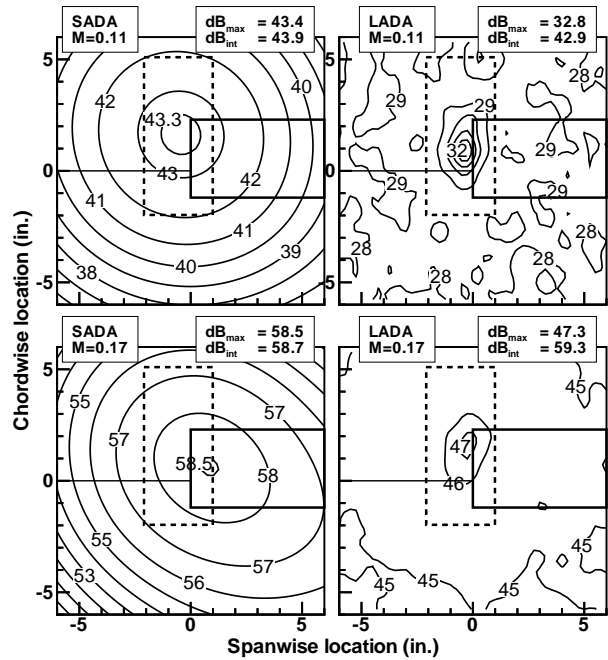 SADA
M=0.11
dBmax = 43.4
dBint = 43.9
LADA
M=0.11
dBmax = 32.8
dBint = 42.9
5
0
-5
40
42
43.3
43
42
41
41
40
39
38
28
29
29
32
29
29
29
28
28
28
Chordwise location (in.)
SADA
M=0.17
dBmax = 58.5
dBint = 58.7
LADA
M=0.17
dBmax = 47.3
dBint = 59.3
5
0
-5
55
57
57
58.5
58
55
57
56
53
45
47
46
45
45
45
-5 0 5
-5 0 5
Spanwise location (in.)